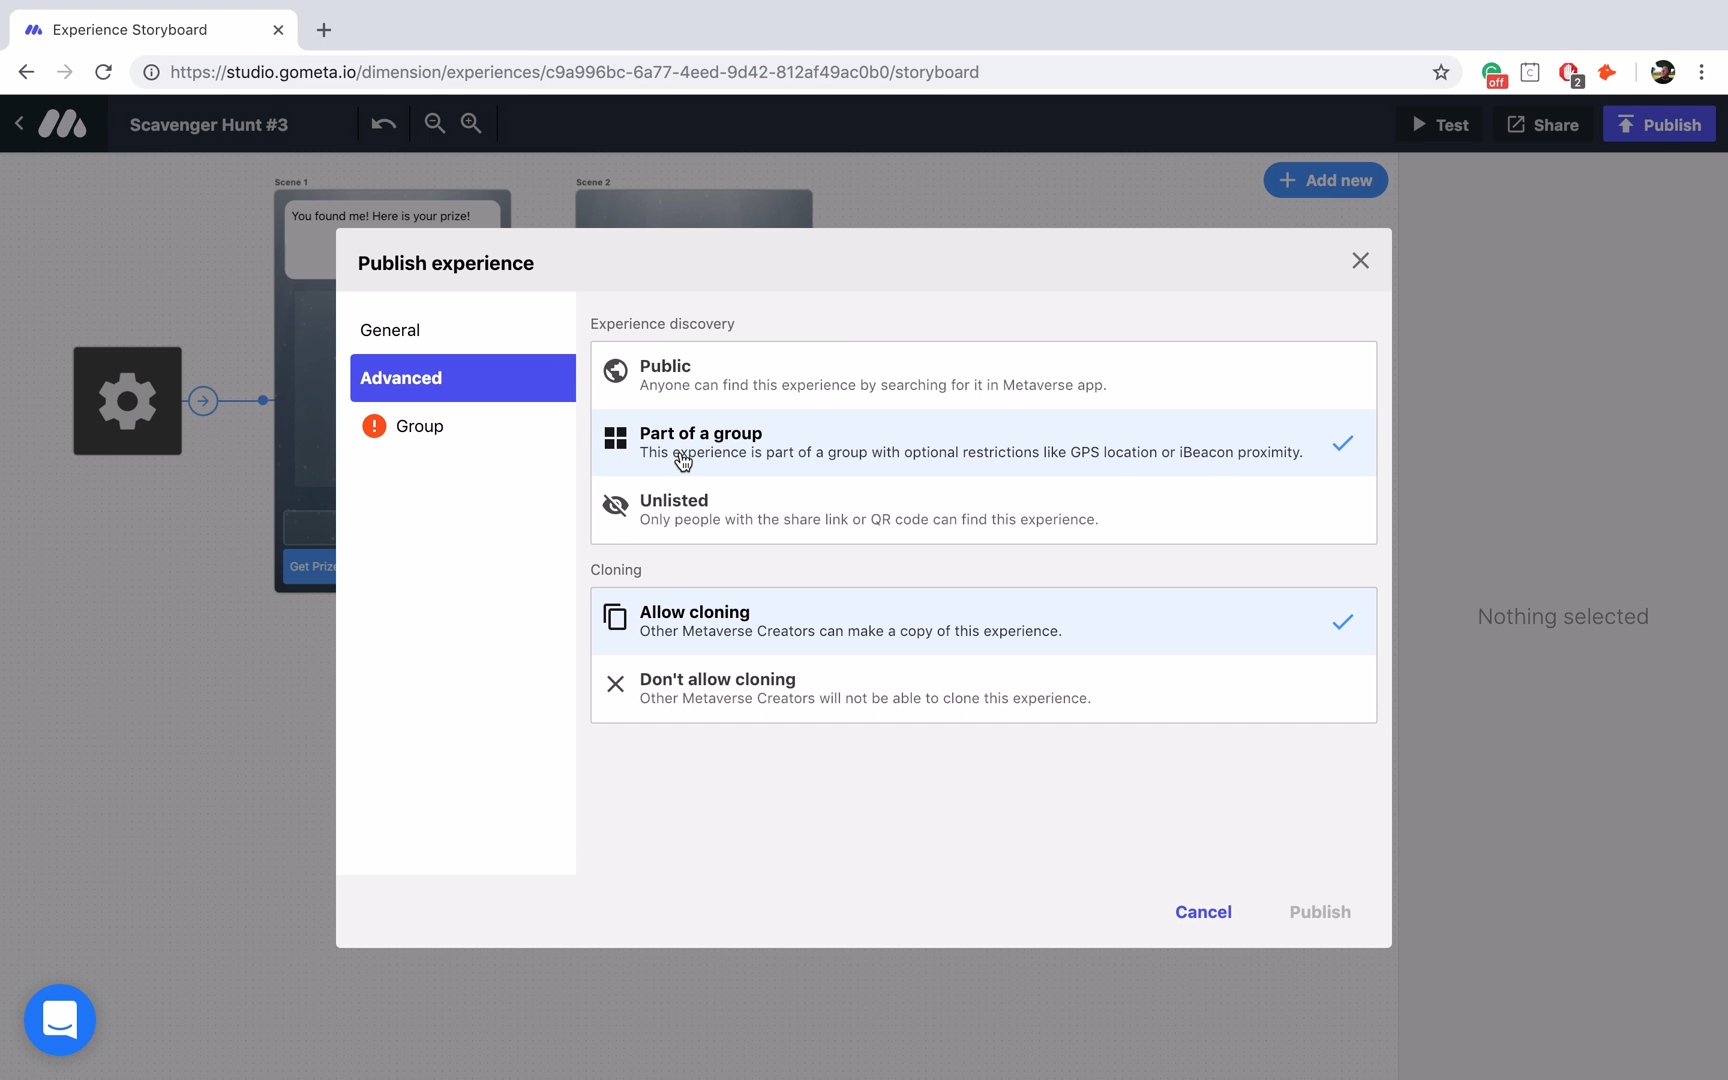 Experience Storyboard
https://studio.gometa.io/dimension/experiences/c9a996bc-6a77-4eed-9d42-812af49ac0b0/storyboard
off
C
2
Scavenger Hunt #3
Test
Share
Publish
Scene 1
Scene 2
Add new
You found me! Here is your prize!
Get Prize
Publish experience
General
Advanced
! Group
Experience discovery
Public
Anyone can find this experience by searching for it in Metaverse app.
Part of a group
This experience is part of a group with optional restrictions like GPS location or iBeacon proximity.
Unlisted
Only people with the share link or QR code can find this experience.
Cloning
Allow cloning
Other Metaverse Creators can make a copy of this experience.
Don't allow cloning
Other Metaverse Creators will not be able to clone this experience.
Cancel
Publish
Nothing selected